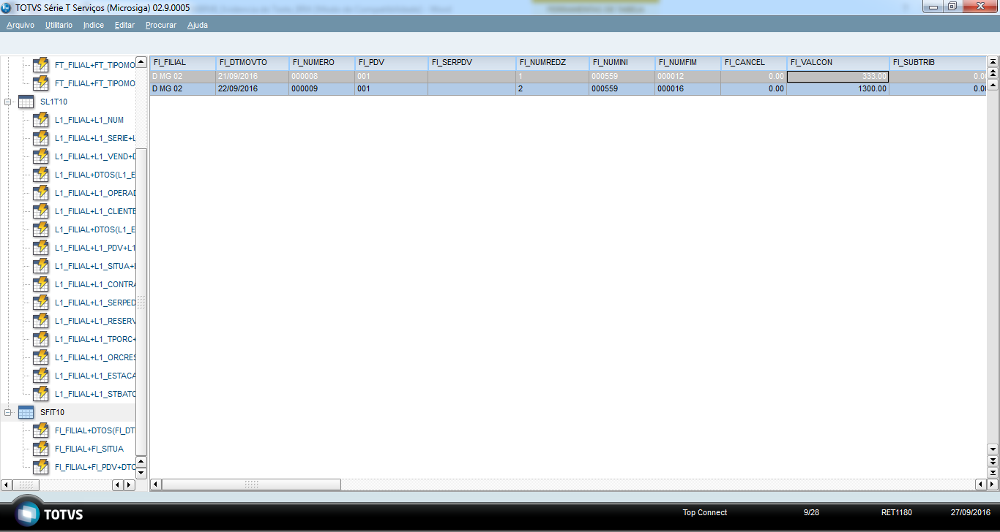 TOTVS Série T Serviços (Microsiga) 02.9.0005
Arquivo Utilitario Indice Editar Procurar Ajuda
FT_FILIAL+FT_TIPOMO
FT_FILIAL+FT_TIPOMO
SL1T10
L1_FILIAL+L1_NUM
L1_FILIAL+L1_SERIE+L
L1_FILIAL+L1_VEND+D
L1_FILIAL+DTOS(L1_E
L1_FILIAL+L1_OPERAD
L1_FILIAL+L1_CLIENTE
L1_FILIAL+DTOS(L1_E
L1_FILIAL+L1_PDV+L1
L1_FILIAL+L1_SITUA+
L1_FILIAL+L1_CONTRA
L1_FILIAL+L1_SERPED
L1_FILIAL+L1_RESERV
L1_FILIAL+L1_TPORC+
L1_FILIAL+L1_ORCRES
L1_FILIAL+L1_ESTACA
L1_FILIAL+L1_STBATC
SFIT10
FI_FILIAL+DTOS(FI_DT
FI_FILIAL+FI_SITUA
FI_FILIAL+FI_PDV+DTO
FI_FILIAL FI_DTMOVTO FI_NUMERO FI_PDV FI_SERPDV FI_NUMREDZ FI_NUMINI FI_NUMFIM FI_CANCEL FI_VALCON FI_SUBTRIB
D MG 02 21/09/2016 000008 001 1 000559 000012 0.00 333.00 0.00
D MG 02 22/09/2016 000009 001 2 000559 000016 0.00 1300.00 0.00
TOTVS Top Connect 9/28 RET1180 27/09/2016